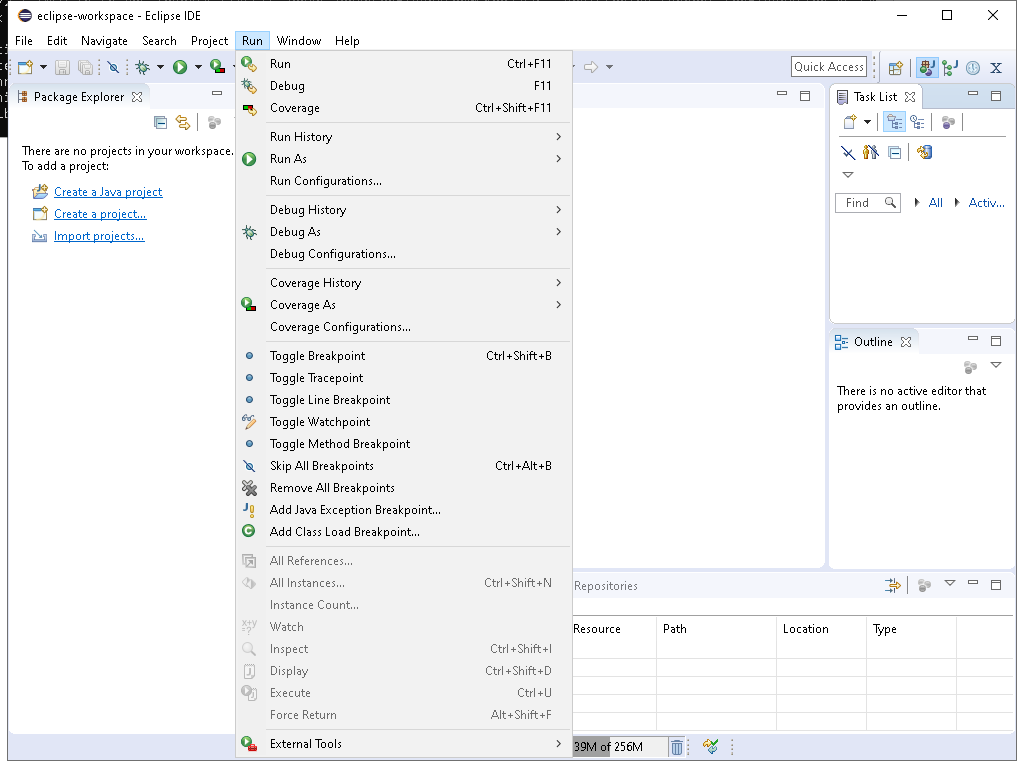 eclipse-workspace - Eclipse IDE
File Edit Navigate Search Project Run Window Help
Quick Access
Package Explorer
There are no projects in your workspace.
To add a project:
Create a Java project
Create a project...
Import projects...
Run Ctrl+F11
Debug F11
Coverage Ctrl+Shift+F11
Run History
Run As
Run Configurations...
Debug History
Debug As
Debug Configurations...
Coverage History
Coverage As
Coverage Configurations...
Toggle Breakpoint Ctrl+Shift+B
Toggle Tracepoint
Toggle Line Breakpoint
Toggle Watchpoint
Toggle Method Breakpoint
Skip All Breakpoints Ctrl+Alt+B
Remove All Breakpoints
Add Java Exception Breakpoint...
Add Class Load Breakpoint...
All References...
All Instances... Ctrl+Shift+N
Instance Count...
Watch
Inspect Ctrl+Shift+I
Display Ctrl+Shift+D
Execute Ctrl+U
Force Return Alt+Shift+F
External Tools
Task List
Find All Activ...
Outline
There is no active editor that
provides an outline.
Repositories
Resource Path Location Type
39M of 256M